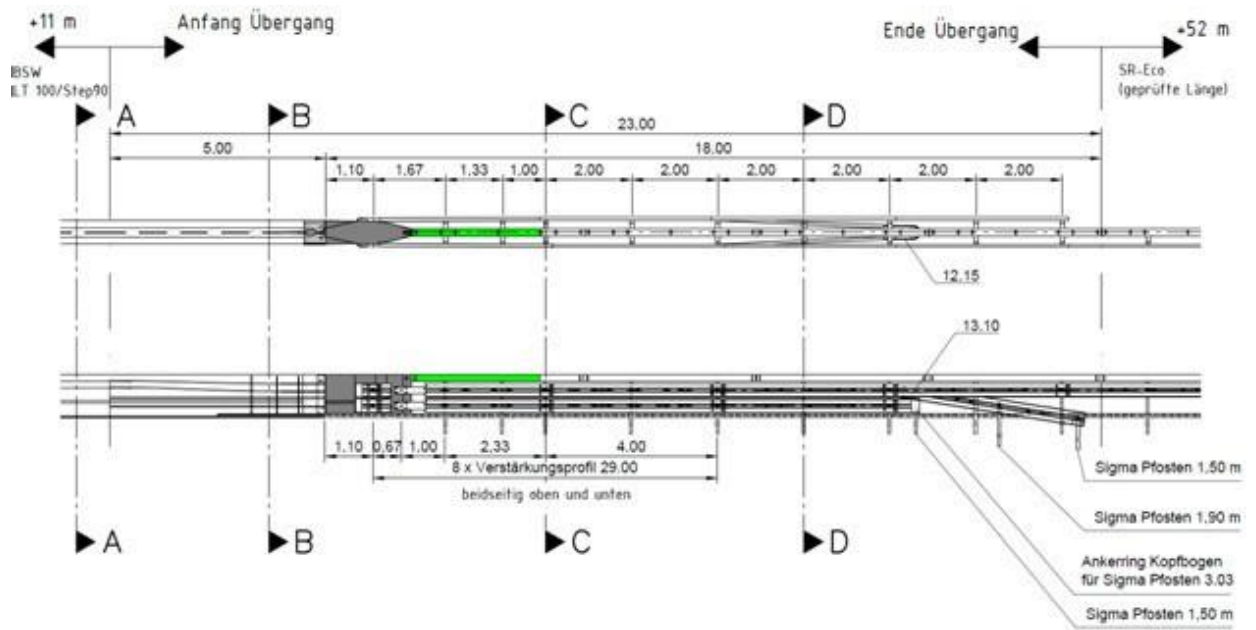 +11 m
Anfang Übergang
Ende Übergang
+52 m
BSW
LT 100/Step90
SR-Eco
(geprüfte Länge)
A
B
C
D
23.00
5.00
18.00
1.10
1.67
1.33
1.00
2.00
2.00
2.00
2.00
2.00
2.00
12.15
13.10
1.10
0.67
1.00
2,33
4.00
8 x Verstärkungsprofil 29.00
beidseitig oben und unten
Sigma Pfosten 1,50 m
Sigma Pfosten 1,90 m
A
B
C
D
Ankerring Kopfbogen
für Sigma Pfosten 3.03
Sigma Pfosten 1,50 m